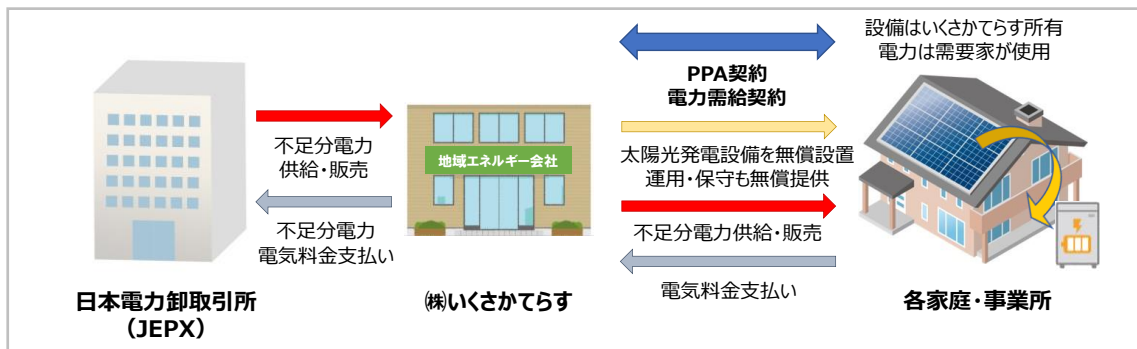 不足分電力
供給・販売
不足分電力
電気料金支払い
日本電力卸取引所
（JEPX）
地域エネルギー会社
㈱いくさかてらす
PPA契約
電力需給契約
太陽光発電設備を無償設置
運用・保守も無償提供
不足分電力供給・販売
電気料金支払い
設備はいくさかてらす所有
電力は需要家が使用
各家庭・事業所